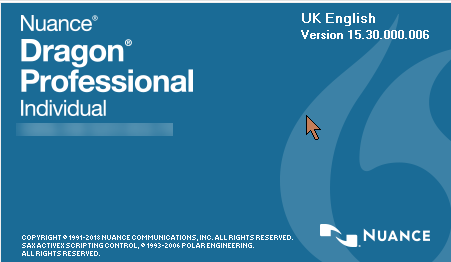 Nuance®
Dragon®
Professional
Individual
UK English
Version 15.30.000.006
COPYRIGHT © 1991-2018 NUANCE COMMUNICATIONS, INC. ALL RIGHTS RESERVED.
SAX ACTIVEX SCRIPTING CONTROL, © 1993-2006 POLAR ENGINEERING.
ALL RIGHTS RESERVED.
NUANCE